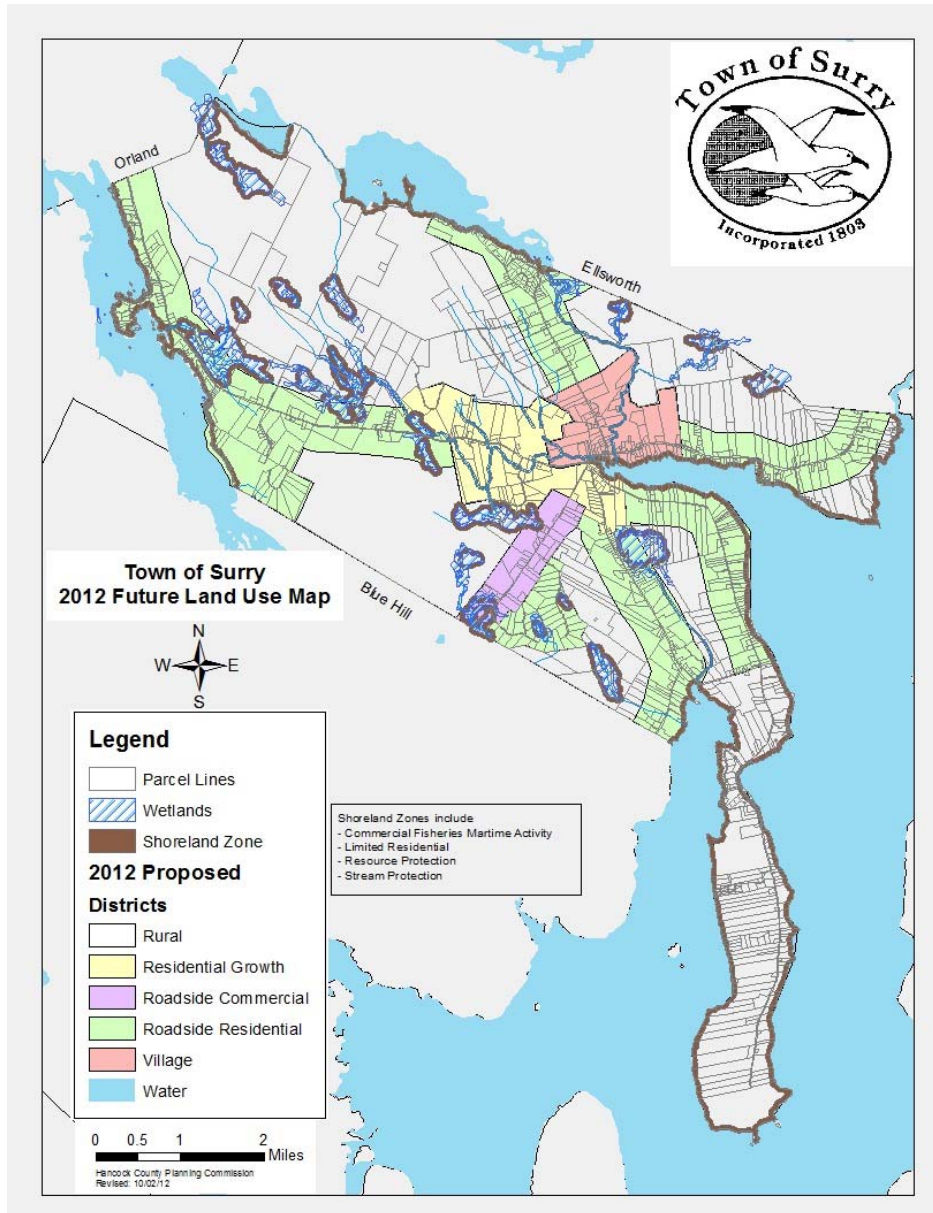 Town of Surry
Incorporated 1803
Orland
Ellsworth
Blue Hill
Town of Surry
2012 Future Land Use Map
N
W
E
S
Legend
Parcel Lines
Wetlands
Shoreland Zone
2012 Proposed
Districts
Rural
Residential Growth
Roadside Commercial
Roadside Residential
Village
Water
Shoreland Zones include
- Commercial Fisheries Martime Activity
- Limited Residential
- Resource Protection
- Stream Protection
0 0.5 1 2
Miles
Hancock County Planning Commission
Revised: 10/02/12